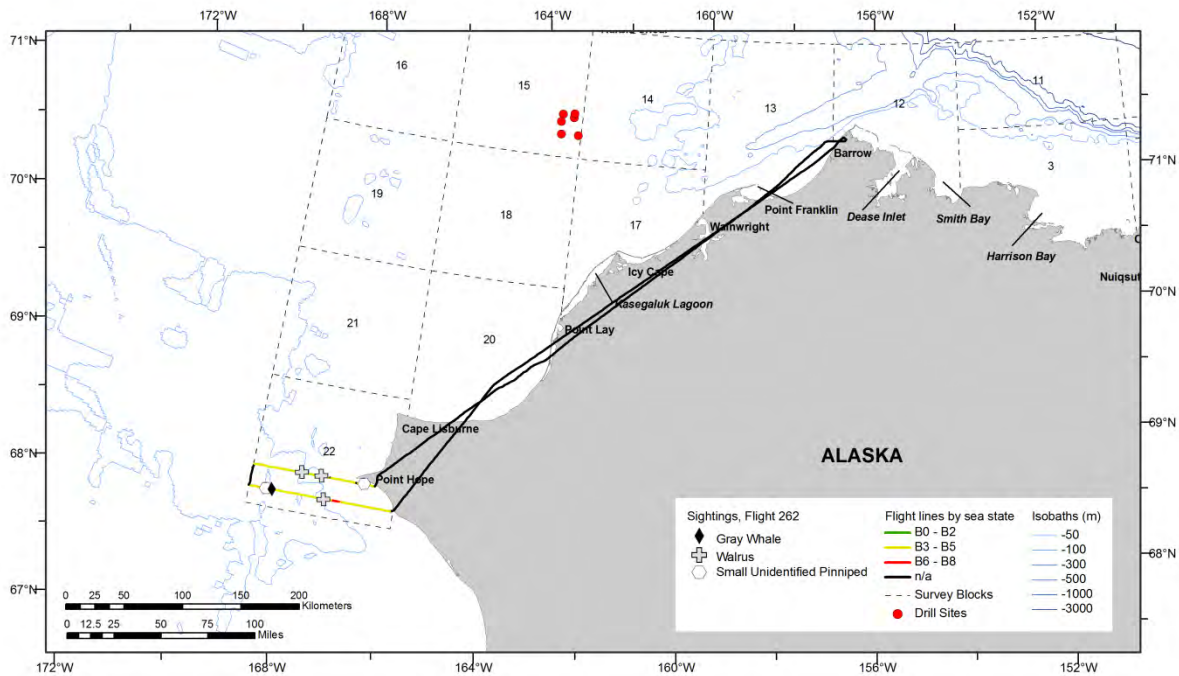 172°W 168°W 164°W 160°W 156°W 152°W
71°N
16
15
14
13
12
11
Barrow
71°N
3
70°N
19
18
17
Point Franklin
Dease Inlet
Smith Bay
Wainwright
Harrison Bay
Icy Cape
Nuiqsut
70°N
Kasegaluk Lagoon
69°N
21
20
Point Lay
Cape Lisburne
69°N
68°N
22
ALASKA
Point Hope
Sightings, Flight 262
Gray Whale
Walrus
Small Unidentified Pinniped
Flight lines by sea state
B0 - B2
B3 - B5
B6 - B8
n/a
Survey Blocks
Drill Sites
Isobaths (m)
-50
-100
-300
-500
-1000
-3000
68°N
67°N
0 25 50 100 150 200
Kilometers
0 12.5 25 50 75 100
Miles
172°W 168°W 164°W 160°W 156°W 152°W